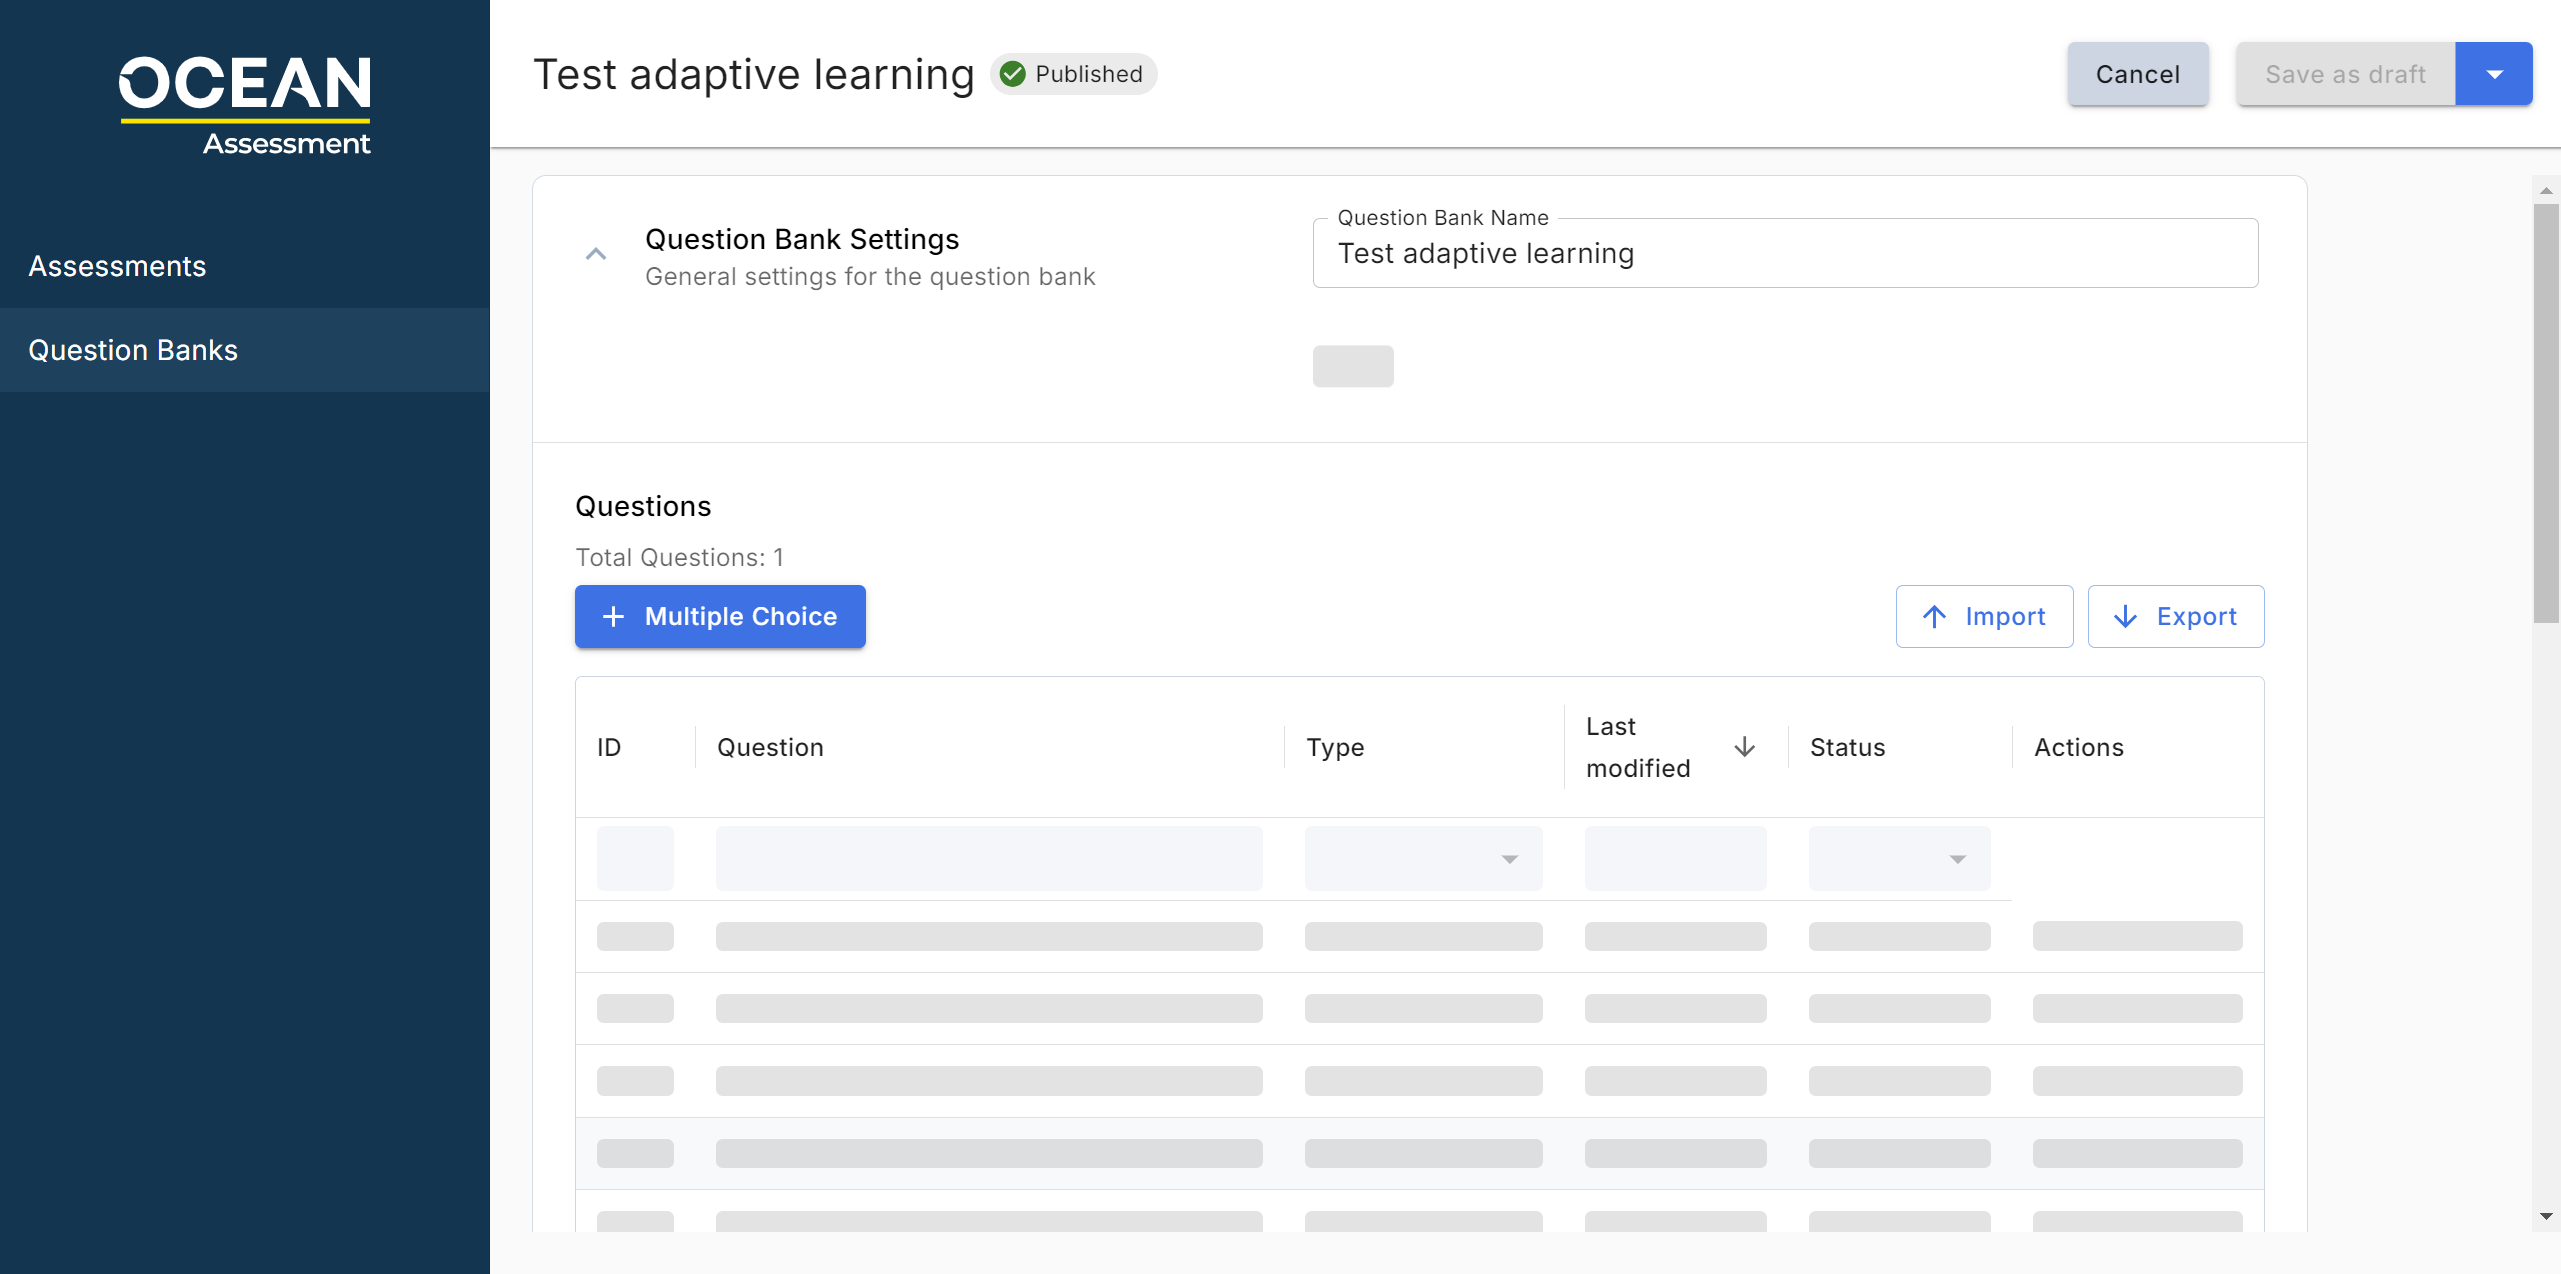 OCEAN
Assessment
Assessments
Question Banks
Test adaptive learning
Published
Cancel
Save as draft
Question Bank Settings
General settings for the question bank
Question Bank Name
Test adaptive learning
Questions
Total Questions: 1
Multiple Choice
Import
Export
ID
Question
Type
Last
modified
Status
Actions